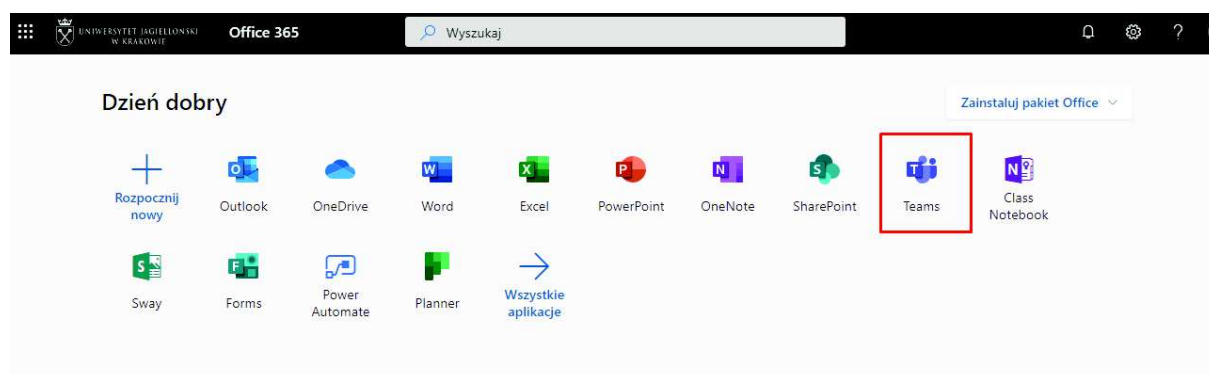 UNIWERSYTET JAGIELLOŃSKI
W KRAKOWIE
Office 365
Wyszukaj
?
Dzień dobry
Zainstaluj pakiet Office
Rozpocznij
nowy
Outlook
OneDrive
Word
Excel
PowerPoint
OneNote
SharePoint
Teams
Class
Notebook
Sway
Forms
Power
Automate
Planner
Wszystkie
aplikacje